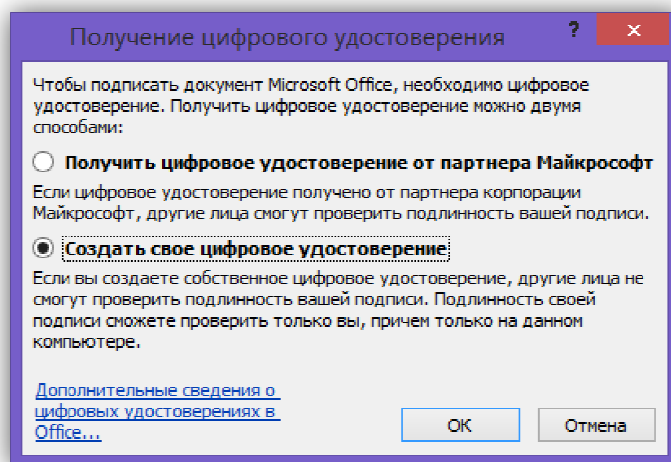 Получение цифрового удостоверения
?
x
Чтобы подписать документ Microsoft Office, необходимо цифровое
удостоверение. Получить цифровое удостоверение можно двумя
способами:
Получить цифровое удостоверение от партнера Майкрософт
Если цифровое удостоверение получено от партнера корпорации
Майкрософт, другие лица смогут проверить подлинность вашей подписи.
Создать свое цифровое удостоверение
Если вы создаете собственное цифровое удостоверение, другие лица не
смогут проверить подлинность вашей подписи. Подлинность своей
подписи сможете проверить только вы, причем только на данном
компьютере.
Дополнительные сведения о
цифровых удостоверениях в
Office...
ОК
Отмена